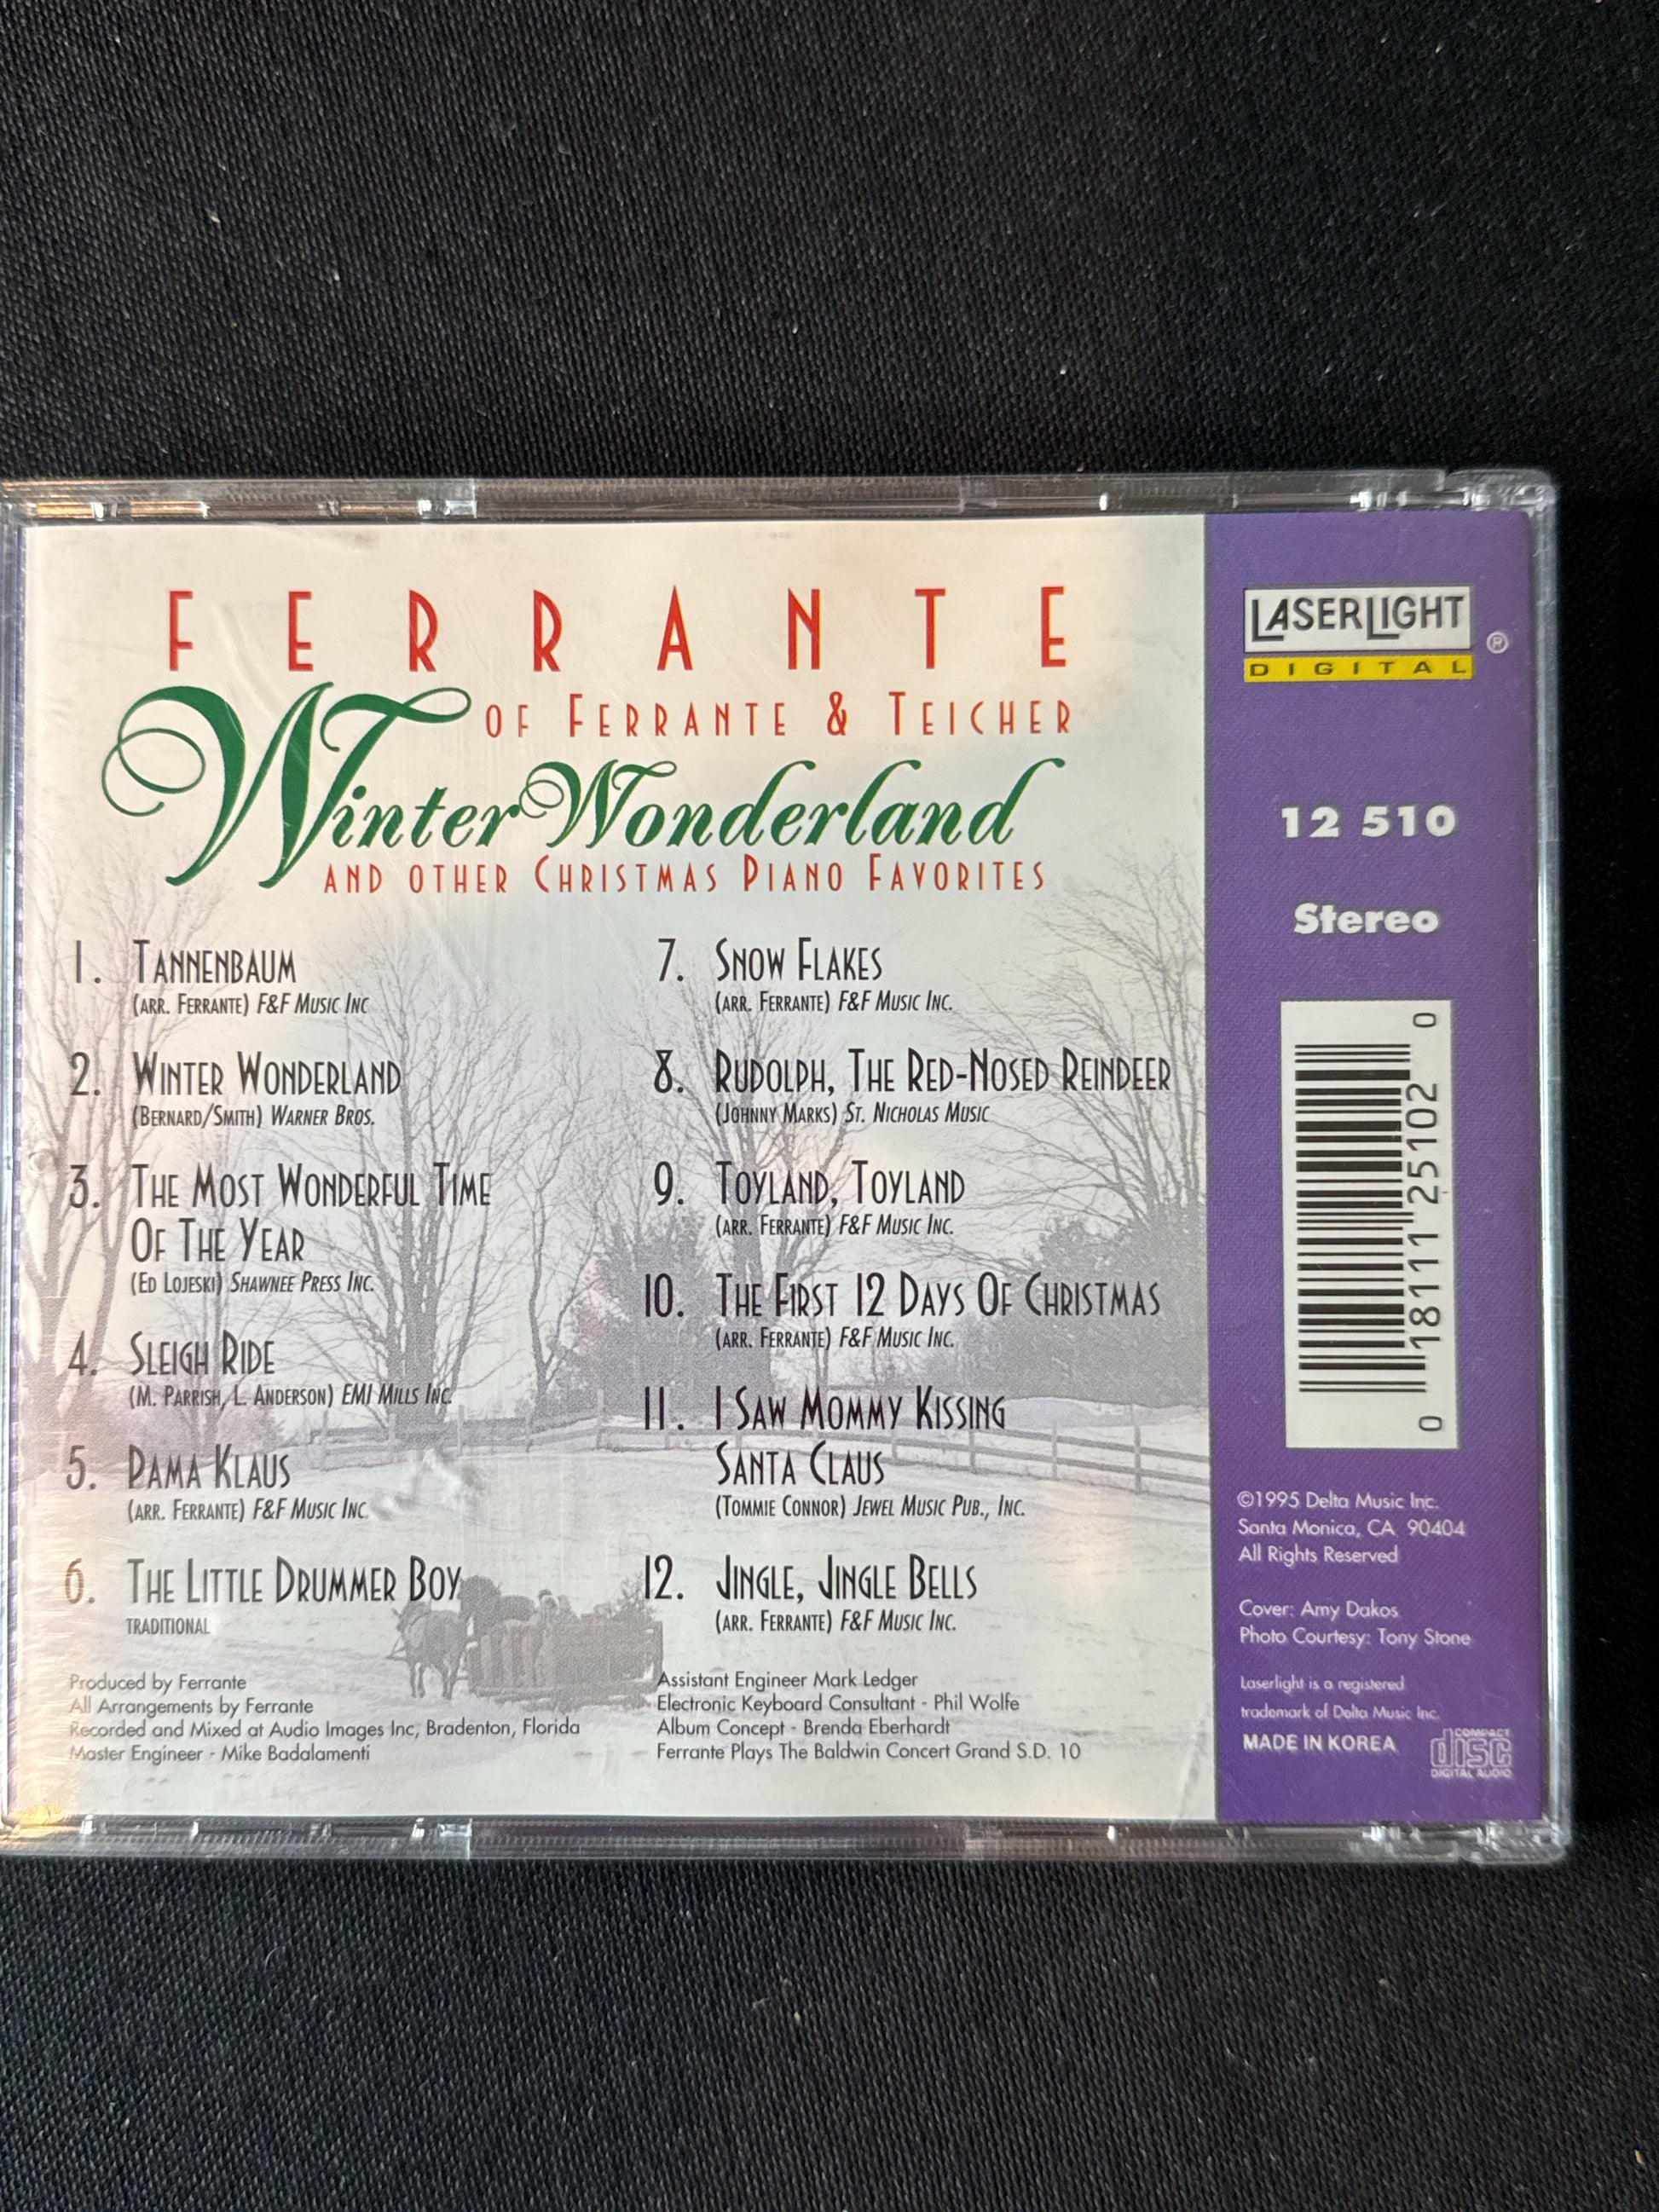 FERRANTE
OF FERRANTE & TEICHER
Winter Wonderland
AND OTHER CHRISTMAS PIANO FAVORITES
1. TANNENBAUM
(ARR. FERRANTE) F&F MUSIC INC
2. WINTER WONDERLAND
(BERNARD/SMITH) WARNER BROS.
3. THE MOST WONDERFUL TIME
OF THE YEAR
(ED LOJESKI) SHAWNEE PRESS INC.
4. SLEIGH RIDE
(M. PARRISH, L. ANDERSON) EMI MILLS INC.
5. PAMA KLAUS
(ARR. FERRANTE) F&F MUSIC INC.
6. THE LITTLE DRUMMER BOY
TRADITIONAL
7. SNOW FLAKES
(ARR. FERRANTE) F&F MUSIC INC.
8. RUDOLPH, THE RED-NOSED REINDEER
(JOHNNY MARKS) ST. NICHOLAS MUSIC
9. TOYLAND, TOYLAND
(ARR. FERRANTE) F&F MUSIC INC.
10. THE FIRST 12 DAYS OF CHRISTMAS
(ARR. FERRANTE) F&F MUSIC INC.
11. I SAW MOMMY KISSING
SANTA CLAUS
(TOMMIE CONNOR) JEWEL MUSIC PUB., INC.
12. JINGLE, JINGLE BELLS
(ARR. FERRANTE) F&F MUSIC INC.
Produced by Ferrante
All Arrangements by Ferrante
Recorded and Mixed at Audio Images Inc, Bradenton, Florida
Master Engineer - Mike Badalamenti
Assistant Engineer Mark Ledger
Electronic Keyboard Consultant - Phil Wolfe
Album Concept - Brenda Eberhardt
Ferrante Plays The Baldwin Concert Grand S.D. 10
LASERLIGHT ®
DIGITAL
12 510
Stereo
0 18111 25102 0
©1995 Delta Music Inc.
Santa Monica, CA 90404
All Rights Reserved
Cover: Amy Dakos
Photo Courtesy: Tony Stone
Laserlight is a registered
trademark of Delta Music Inc.
MADE IN KOREA
COMPACT
disc
DIGITAL AUDIO